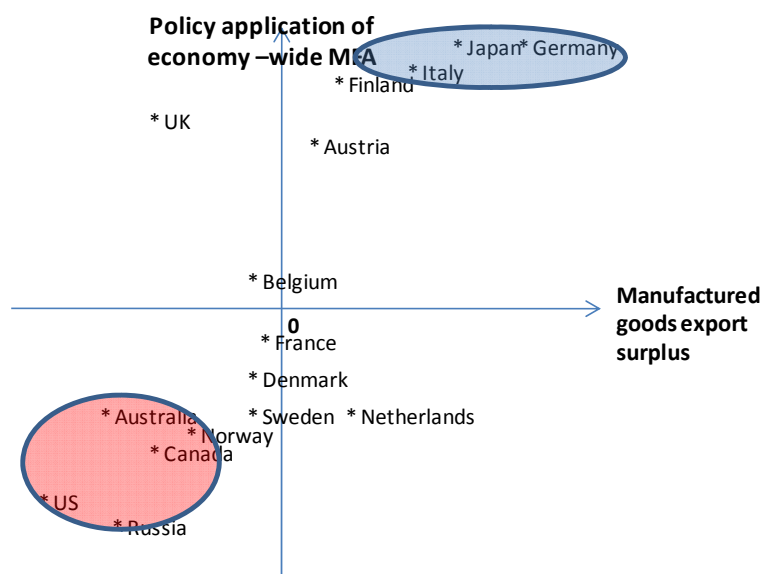 Policy application of
economy –wide MFA
* Japan* Germany
* Italy
* Finland
* UK
* Austria
* Belgium
Manufactured
goods export
surplus
0
* France
* Denmark
* Australia
* Sweden
* Netherlands
* Norway
* Canada
* US
* Russia